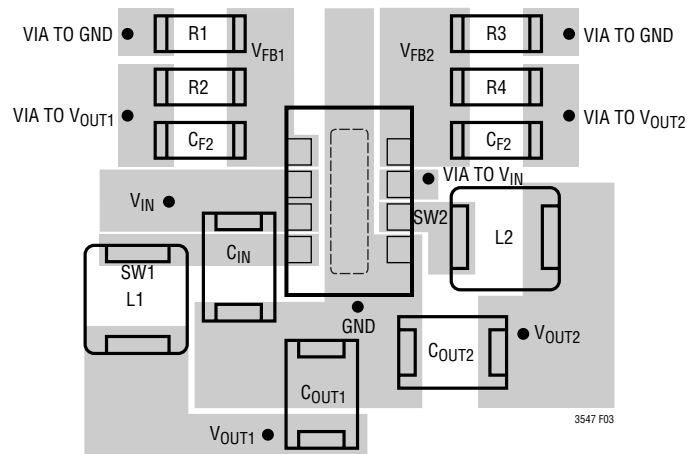 VIA TO GND
R1
VFB1
VFB2
R3
VIA TO GND
R2
R4
VIA TO VOUT1
VIA TO VOUT2
CF2
CF2
VIA TO VIN
VIN
SW2
L2
CIN
SW1
L1
GND
VOUT2
COUT2
COUT1
VOUT1
3547 F03